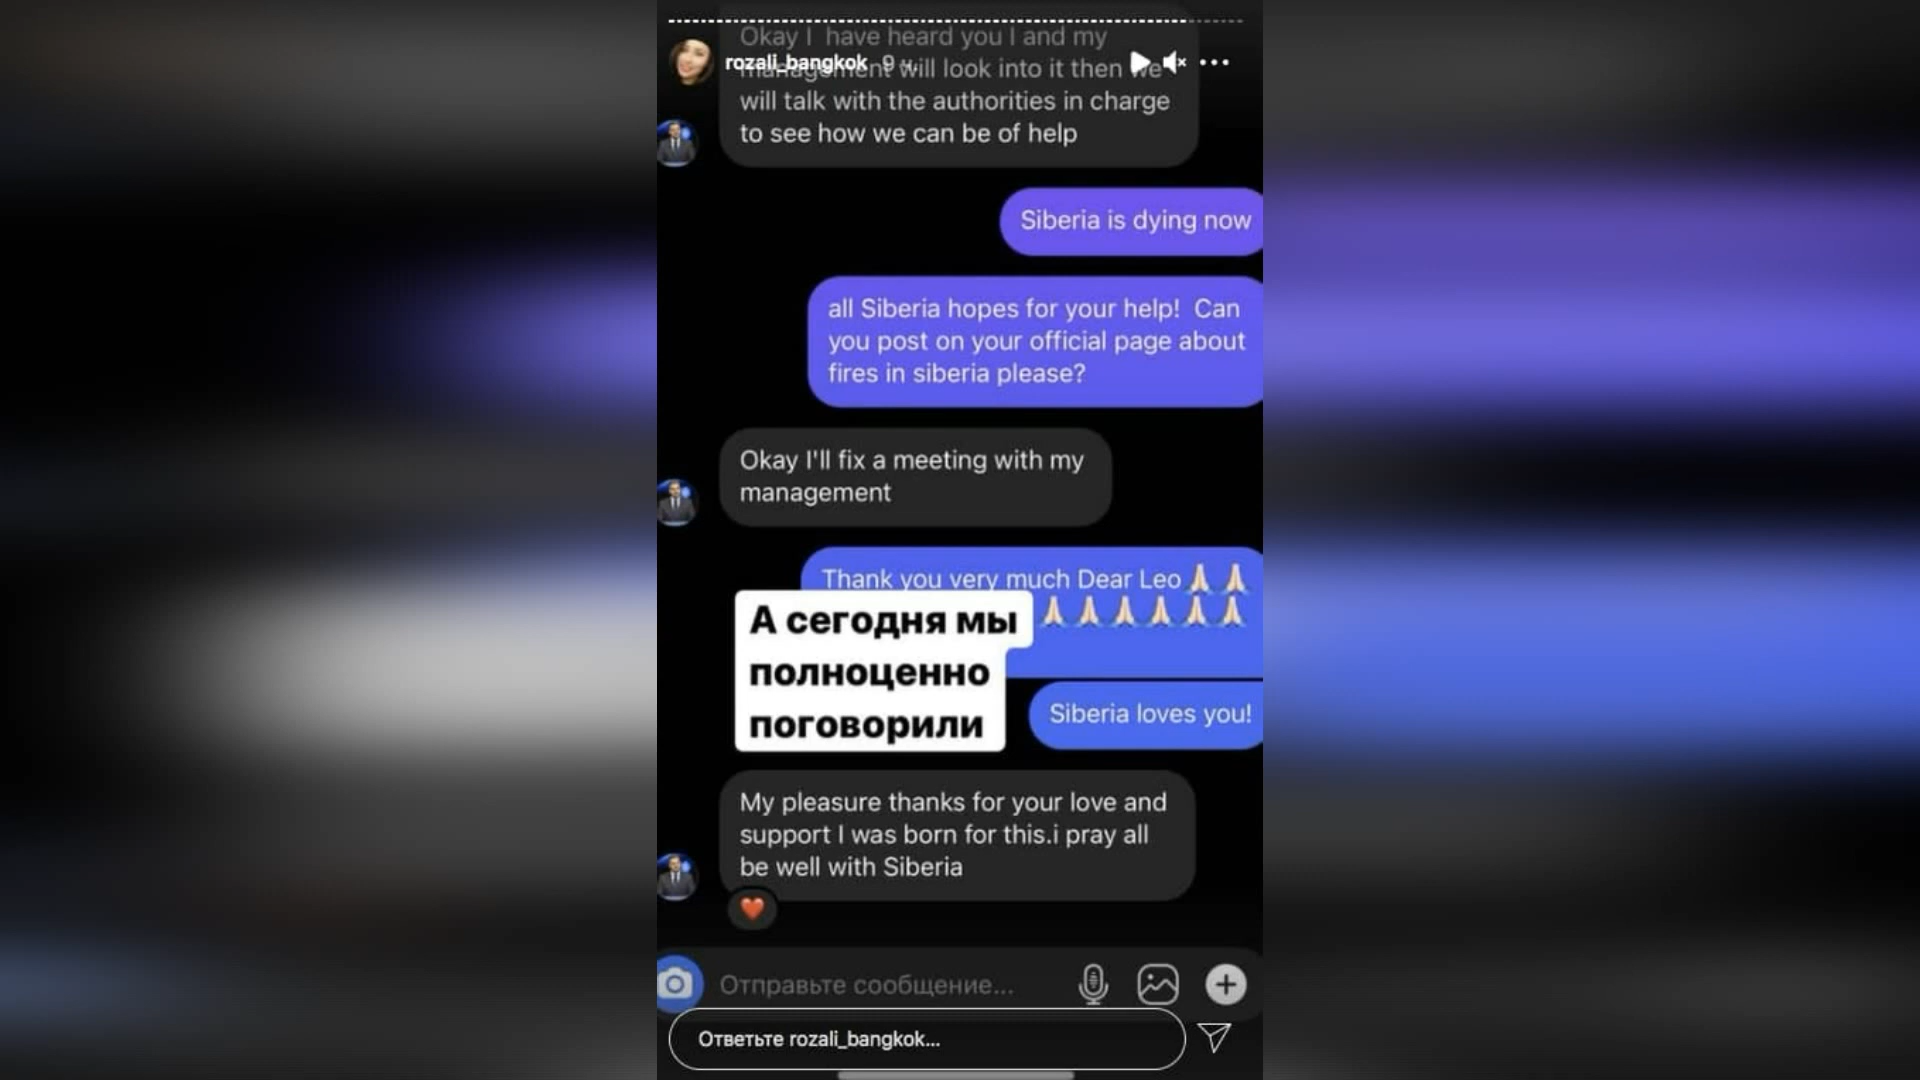 Okay I have heard you I and my
rozali_bangkok 9 ч.
management will look into it then we
will talk with the authorities in charge
to see how we can be of help
Siberia is dying now
all Siberia hopes for your help! Can
you post on your official page about
fires in siberia please?
Okay I'll fix a meeting with my
management
Thank you very much Dear Leo🙏🏻🙏🏻
🙏🏻🙏🏻🙏🏻🙏🏻🙏🏻🙏🏻
А сегодня мы
полноценно
поговорили
Siberia loves you!
My pleasure thanks for your love and
support I was born for this.i pray all
be well with Siberia
❤️
Отправьте сообщение...
Ответьте rozali_bangkok...